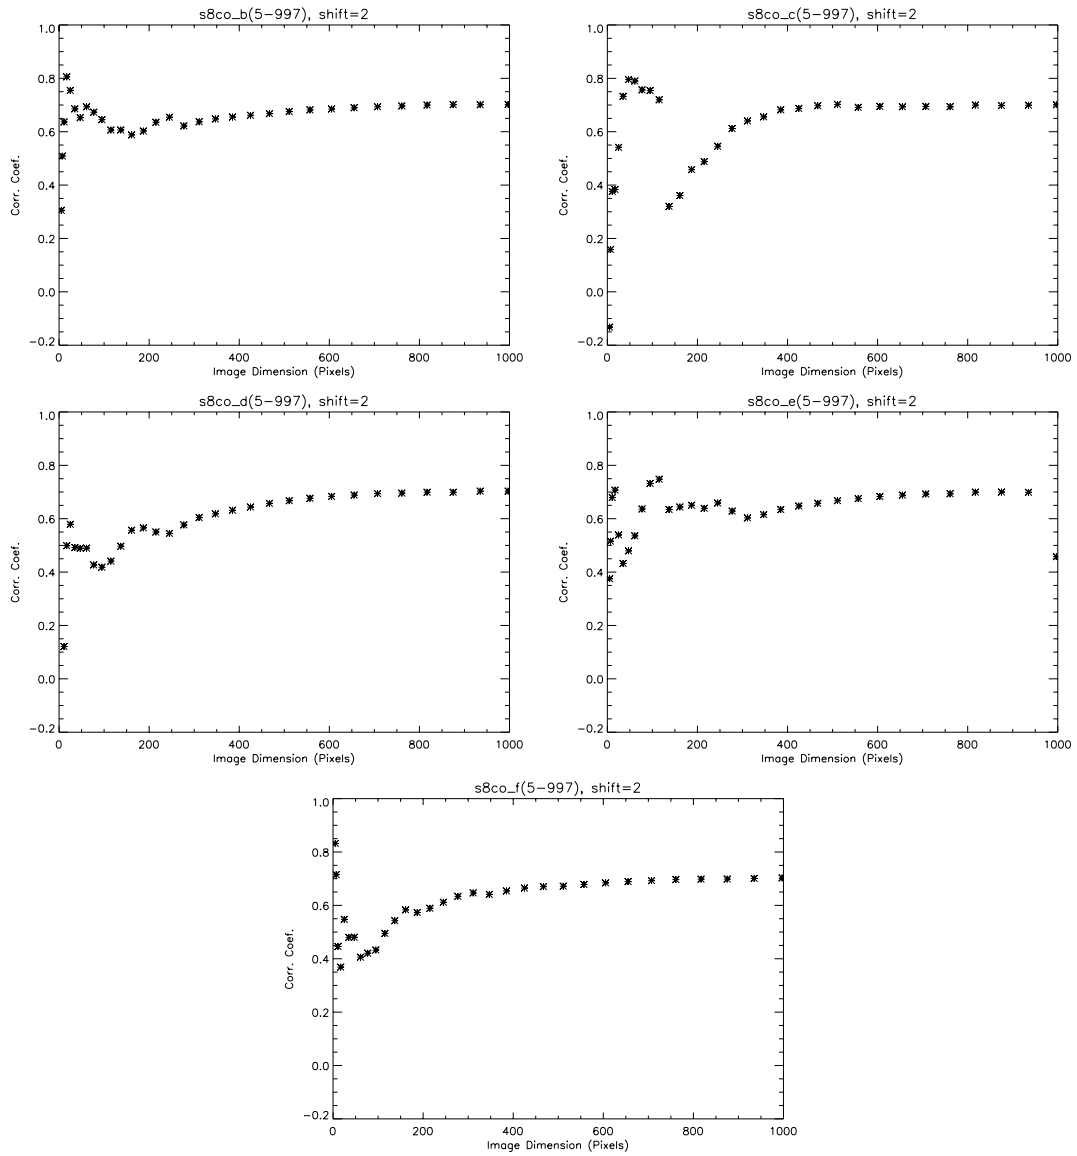 s8co_b(5-997), shift=2
1.0
0.8
0.6
0.4
0.2
0.0
-0.2
Corr. Coef.
0 200 400 600 800 1000
Image Dimension (Pixels)
s8co_c(5-997), shift=2
1.0
0.8
0.6
0.4
0.2
0.0
-0.2
Corr. Coef.
0 200 400 600 800 1000
Image Dimension (Pixels)
s8co_d(5-997), shift=2
1.0
0.8
0.6
0.4
0.2
0.0
-0.2
Corr. Coef.
0 200 400 600 800 1000
Image Dimension (Pixels)
s8co_e(5-997), shift=2
1.0
0.8
0.6
0.4
0.2
0.0
-0.2
Corr. Coef.
0 200 400 600 800 1000
Image Dimension (Pixels)
s8co_f(5-997), shift=2
1.0
0.8
0.6
0.4
0.2
0.0
-0.2
Corr. Coef.
0 200 400 600 800 1000
Image Dimension (Pixels)